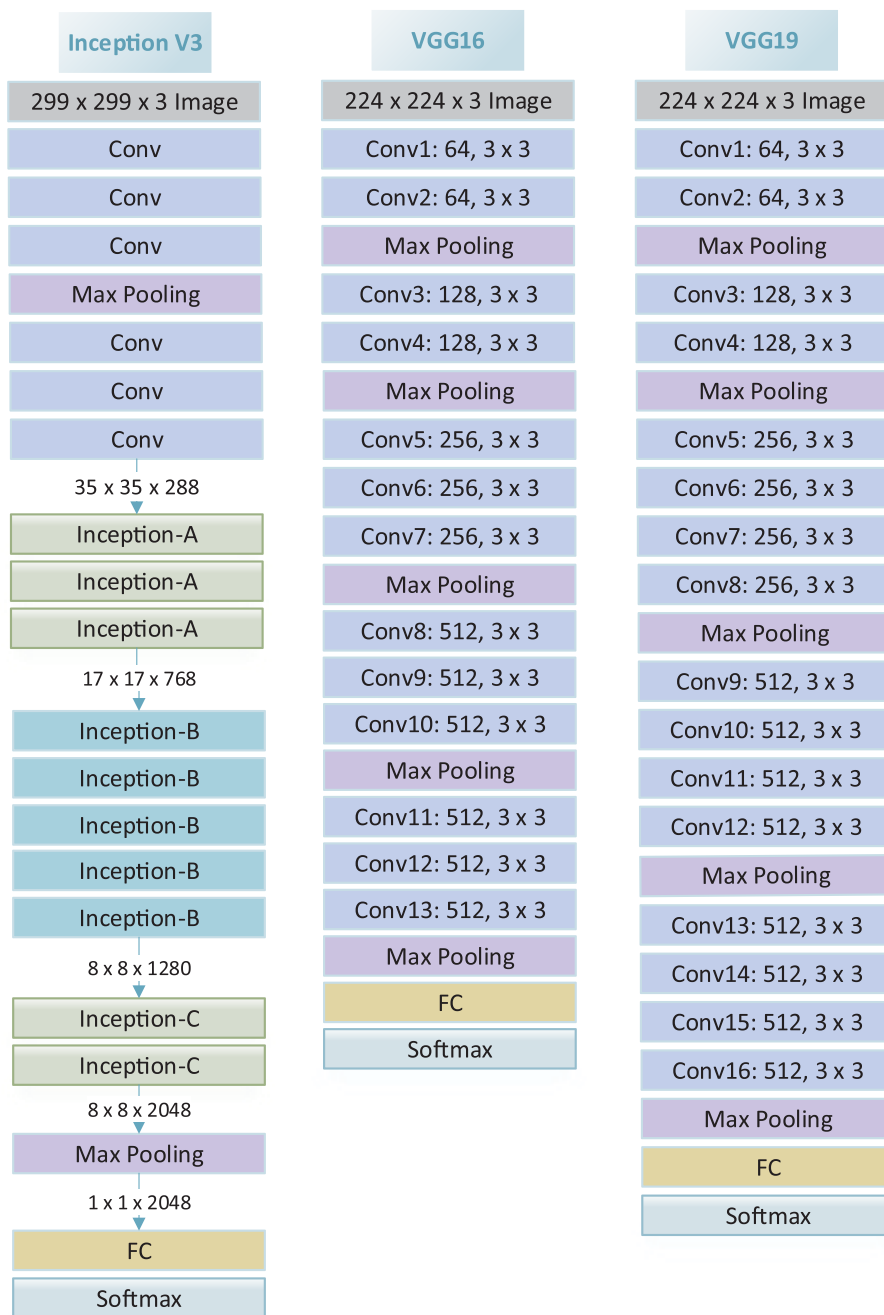 Inception V3
299 x 299 x 3 Image
Conv
Conv
Conv
Max Pooling
Conv
Conv
Conv
35 x 35 x 288
Inception-A
Inception-A
Inception-A
17 x 17 x 768
Inception-B
Inception-B
Inception-B
Inception-B
Inception-B
8 x 8 x 1280
Inception-C
Inception-C
8 x 8 x 2048
Max Pooling
1 x 1 x 2048
FC
Softmax
VGG16
224 x 224 x 3 Image
Conv1: 64, 3 x 3
Conv2: 64, 3 x 3
Max Pooling
Conv3: 128, 3 x 3
Conv4: 128, 3 x 3
Max Pooling
Conv5: 256, 3 x 3
Conv6: 256, 3 x 3
Conv7: 256, 3 x 3
Max Pooling
Conv8: 512, 3 x 3
Conv9: 512, 3 x 3
Conv10: 512, 3 x 3
Max Pooling
Conv11: 512, 3 x 3
Conv12: 512, 3 x 3
Conv13: 512, 3 x 3
Max Pooling
FC
Softmax
VGG19
224 x 224 x 3 Image
Conv1: 64, 3 x 3
Conv2: 64, 3 x 3
Max Pooling
Conv3: 128, 3 x 3
Conv4: 128, 3 x 3
Max Pooling
Conv5: 256, 3 x 3
Conv6: 256, 3 x 3
Conv7: 256, 3 x 3
Conv8: 256, 3 x 3
Max Pooling
Conv9: 512, 3 x 3
Conv10: 512, 3 x 3
Conv11: 512, 3 x 3
Conv12: 512, 3 x 3
Max Pooling
Conv13: 512, 3 x 3
Conv14: 512, 3 x 3
Conv15: 512, 3 x 3
Conv16: 512, 3 x 3
Max Pooling
FC
Softmax